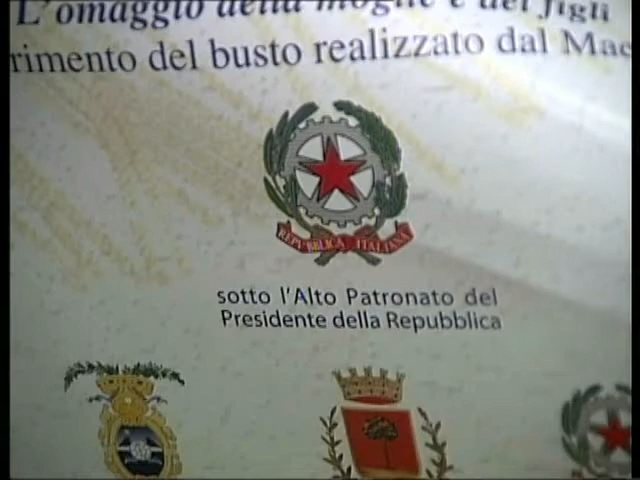 L'omaggio della moglie e dei figli
rimento del busto realizzato dal Mae
REPUBBLICA ITALIANA
sotto l'Alto Patronato del
Presidente della Repubblica